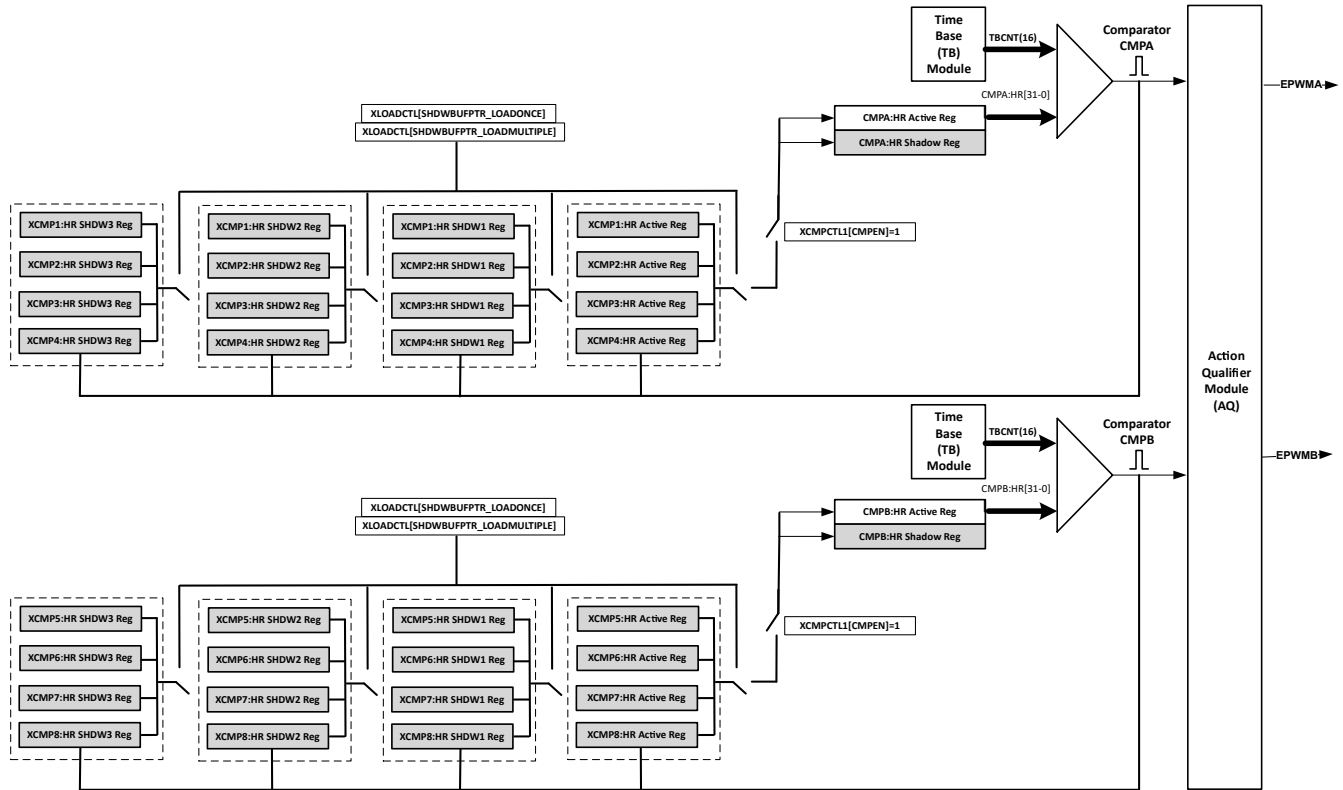 Time
Base
(TB)
Module
TBCNT(16)
Comparator
CMPA
CMPA:HR[31-0]
CMPA:HR Active Reg
CMPA:HR Shadow Reg
EPWMA
XLOADCTL[SHDWBUFPTR_LOADONCE]
XLOADCTL[SHDWBUFPTR_LOADMULTIPLE]
XCMPCTL1[CMPEN]=1
XCMP1:HR SHDW3 Reg
XCMP2:HR SHDW3 Reg
XCMP3:HR SHDW3 Reg
XCMP4:HR SHDW3 Reg
XCMP1:HR SHDW2 Reg
XCMP2:HR SHDW2 Reg
XCMP3:HR SHDW2 Reg
XCMP4:HR SHDW2 Reg
XCMP1:HR SHDW1 Reg
XCMP2:HR SHDW1 Reg
XCMP3:HR SHDW1 Reg
XCMP4:HR SHDW1 Reg
XCMP1:HR Active Reg
XCMP2:HR Active Reg
XCMP3:HR Active Reg
XCMP4:HR Active Reg
Action
Qualifier
Module
(AQ)
Time
Base
(TB)
Module
TBCNT(16)
Comparator
CMPB
CMPB:HR[31-0]
CMPB:HR Active Reg
CMPB:HR Shadow Reg
EPWMB
XLOADCTL[SHDWBUFPTR_LOADONCE]
XLOADCTL[SHDWBUFPTR_LOADMULTIPLE]
XCMPCTL1[CMPEN]=1
XCMP5:HR SHDW3 Reg
XCMP6:HR SHDW3 Reg
XCMP7:HR SHDW3 Reg
XCMP8:HR SHDW3 Reg
XCMP5:HR SHDW2 Reg
XCMP6:HR SHDW2 Reg
XCMP7:HR SHDW2 Reg
XCMP8:HR SHDW2 Reg
XCMP5:HR SHDW1 Reg
XCMP6:HR SHDW1 Reg
XCMP7:HR SHDW1 Reg
XCMP8:HR SHDW1 Reg
XCMP5:HR Active Reg
XCMP6:HR Active Reg
XCMP7:HR Active Reg
XCMP8:HR Active Reg